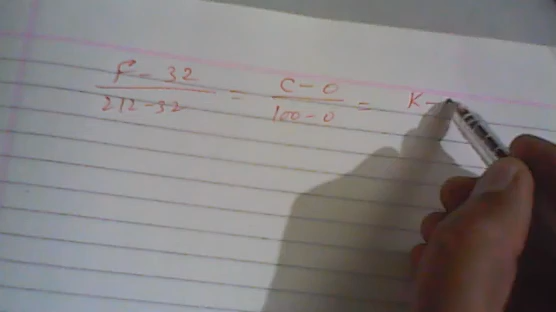 F - 32 = C - 0 = K -
212 - 32 100 - 0